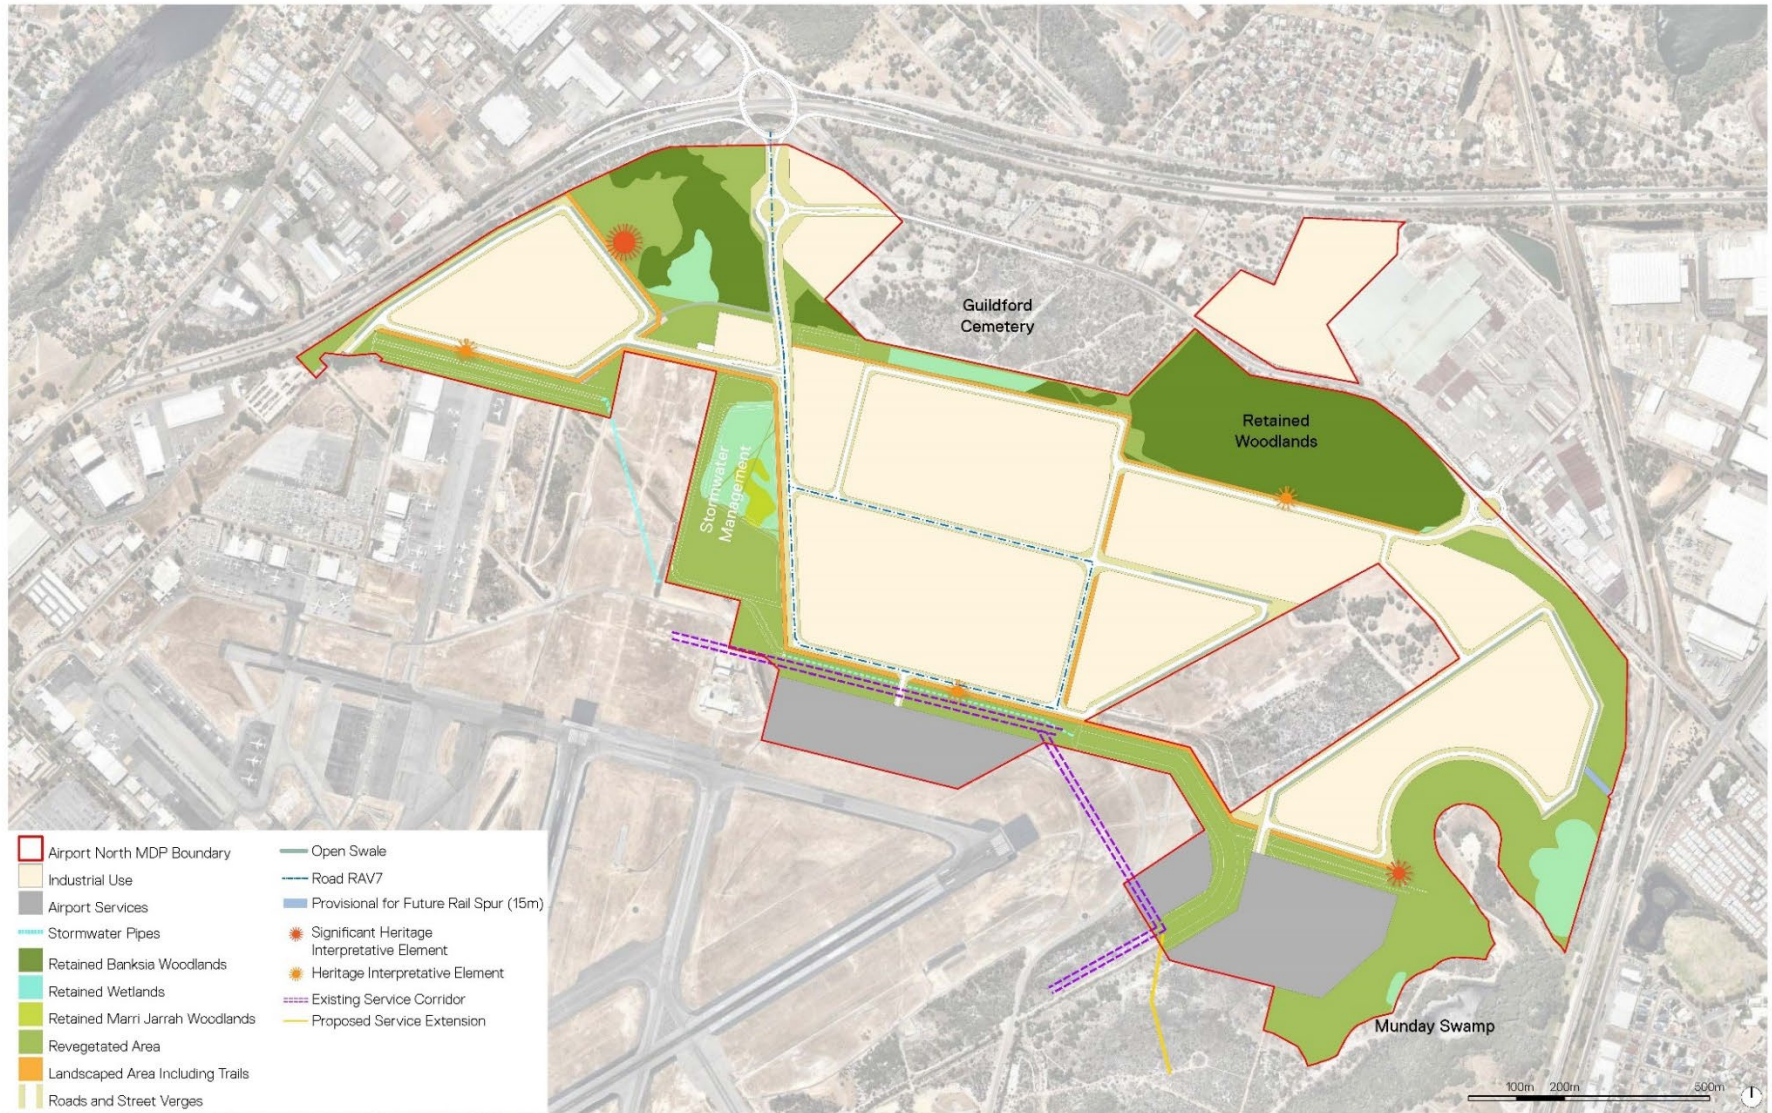 Guildford
Cemetery
Retained
Woodlands
Stormwater
Management
Munday Swamp
Airport North MDP Boundary
Industrial Use
Airport Services
Stormwater Pipes
Retained Banksia Woodlands
Retained Wetlands
Retained Marri Jarrah Woodlands
Revegetated Area
Landscaped Area Including Trails
Roads and Street Verges
Open Swale
Road RAV7
Provisional for Future Rail Spur (15m)
Significant Heritage
Interpretative Element
Heritage Interpretative Element
Existing Service Corridor
Proposed Service Extension
100m 200m 500m